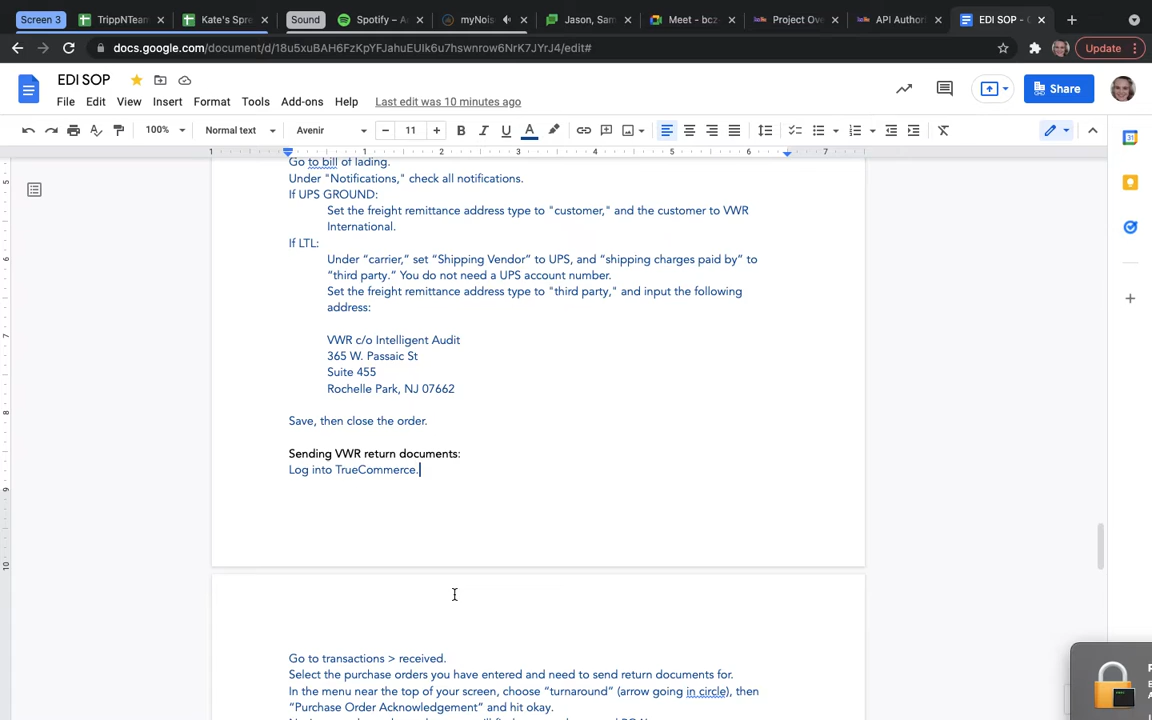 Screen 3
TrippNTeam
Kate's Spre
Sound
Spotify – A
myNois
Jason, Sam
Meet - bcz-
Project Ove
API Author
EDI SOP - G
docs.google.com/document/d/18u5xuBAH6FzKpYFJahuEUIk6u7hswnrow6NrK7JYrJ4/edit#
Update
EDI SOP
File Edit View Insert Format Tools Add-ons Help Last edit was 10 minutes ago
Share
100% Normal text Avenir 11
1 1 2 3 4 5 6 7
Go to bill of lading.
Under "Notifications," check all notifications.
If UPS GROUND:
Set the freight remittance address type to "customer," and the customer to VWR
International.
If LTL:
Under “carrier,” set “Shipping Vendor” to UPS, and “shipping charges paid by” to
“third party.” You do not need a UPS account number.
Set the freight remittance address type to "third party," and input the following
address:
VWR c/o Intelligent Audit
365 W. Passaic St
Suite 455
Rochelle Park, NJ 07662
Save, then close the order.
Sending VWR return documents:
Log into TrueCommerce.
Go to transactions > received.
Select the purchase orders you have entered and need to send return documents for.
In the menu near the top of your screen, choose “turnaround” (arrow going in circle), then
“Purchase Order Acknowledgement” and hit okay.